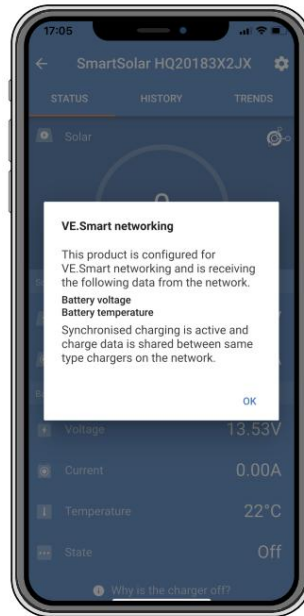 17:05
SmartSolar HQ20183X2JX
STATUS HISTORY TRENDS
Solar
VE.Smart networking
This product is configured for
VE.Smart networking and is receiving
the following data from the network.
Battery voltage
Battery temperature
Synchronised charging is active and
charge data is shared between same
type chargers on the network.
OK
Voltage 13.53V
Current 0.00A
Temperature 22°C
State Off
Why is the charger off?